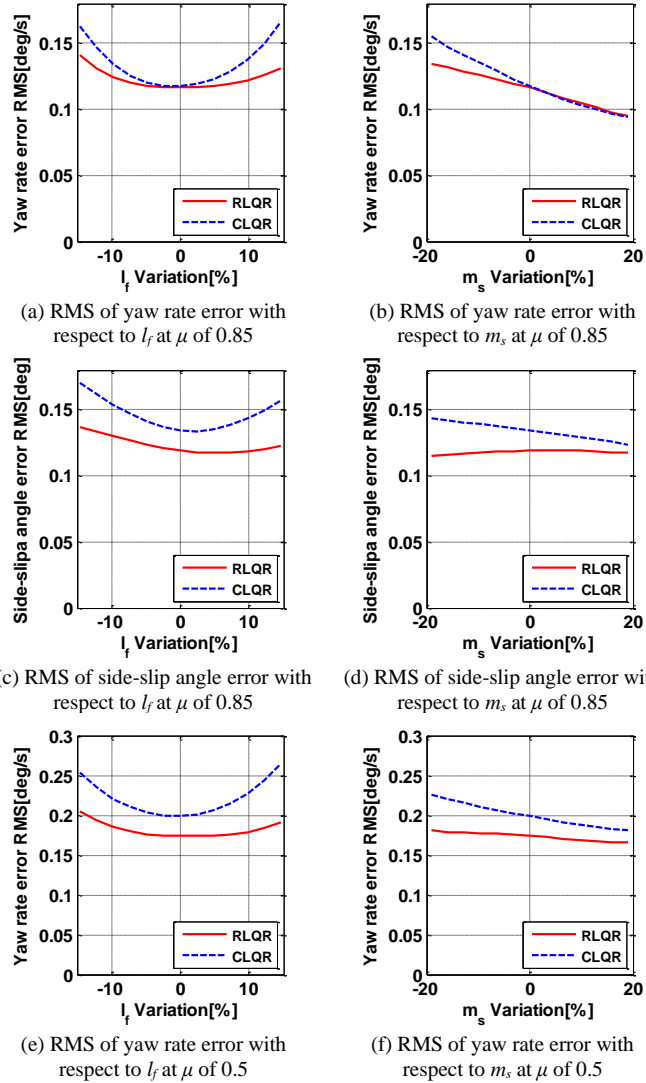 0.15
0.1
0.05
0
Yaw rate error RMS[deg/s]
RLQR
CLQR
-10 0 10
l_f Variation[%]
(a) RMS of yaw rate error with
respect to l_f at μ of 0.85
0.15
0.1
0.05
0
Yaw rate error RMS[deg/s]
RLQR
CLQR
-20 0 20
m_s Variation[%]
(b) RMS of yaw rate error with
respect to m_s at μ of 0.85
0.15
0.1
0.05
0
Side-slipa angle error RMS[deg]
RLQR
CLQR
-10 0 10
l_f Variation[%]
(c) RMS of side-slip angle error with
respect to l_f at μ of 0.85
0.15
0.1
0.05
0
Side-slipa angle error RMS[deg]
RLQR
CLQR
-20 0 20
m_s Variation[%]
(d) RMS of side-slip angle error wit
respect to m_s at μ of 0.85
0.3
0.25
0.2
0.15
0.1
0.05
0
Yaw rate error RMS[deg/s]
RLQR
CLQR
-10 0 10
l_f Variation[%]
(e) RMS of yaw rate error with
respect to l_f at μ of 0.5
0.3
0.25
0.2
0.15
0.1
0.05
0
Yaw rate error RMS[deg/s]
RLQR
CLQR
-20 0 20
m_s Variation[%]
(f) RMS of yaw rate error with
respect to m_s at μ of 0.5